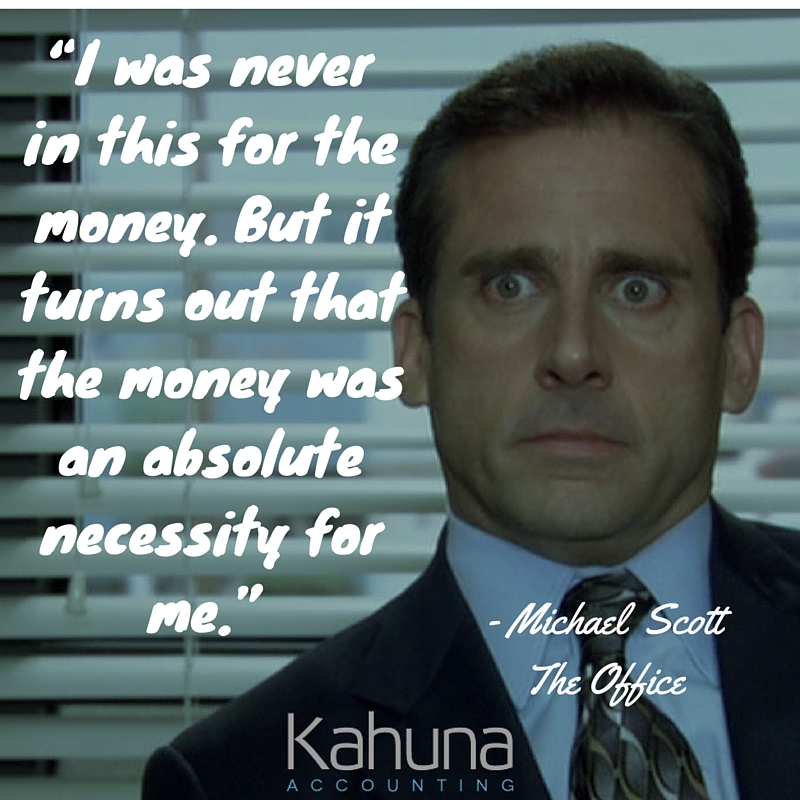 “I was never
in this for the
money. But it
turns out that
the money was
an absolute
necessity for
me.”
- Michael Scott
The Office
Kahuna
ACCOUNTING